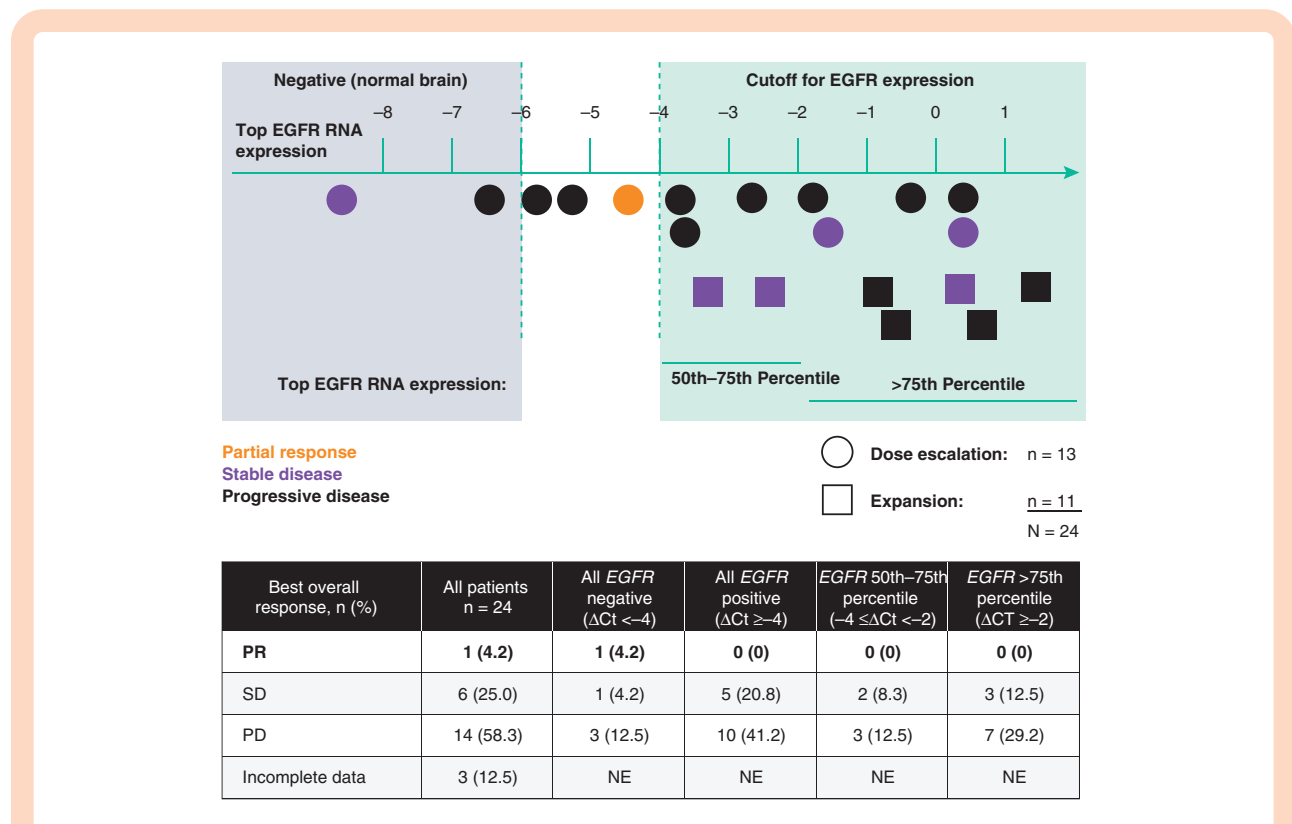 Negative (normal brain)
Cutoff for EGFR expression
–8 –7 –6 –5 –4 –3 –2 –1 0 1
Top EGFR RNA
expression
Top EGFR RNA expression:
50th–75th Percentile
>75th Percentile
Partial response
Stable disease
Progressive disease
Dose escalation: n = 13
Expansion: n = 11
N = 24
Best overall
response, n (%)
All patients
n = 24
All EGFR
negative
(ΔCt <–4)
All EGFR
positive
(ΔCt ≥–4)
EGFR 50th–75th
percentile
(–4 ≤ΔCt <–2)
EGFR >75th
percentile
(ΔCT ≥–2)
PR 1 (4.2) 1 (4.2) 0 (0) 0 (0) 0 (0)
SD 6 (25.0) 1 (4.2) 5 (20.8) 2 (8.3) 3 (12.5)
PD 14 (58.3) 3 (12.5) 10 (41.2) 3 (12.5) 7 (29.2)
Incomplete data 3 (12.5) NE NE NE NE